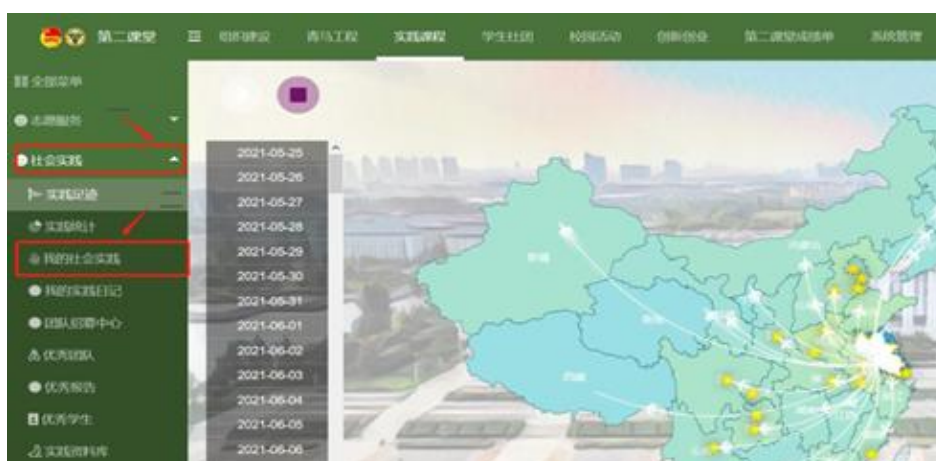 第二课堂 组织建设 青马工程 实践课程 学生社团 校园活动 创新创业 第二课堂成绩单 系统管理
全部菜单
志愿服务
社会实践
实践足迹
实践统计
我的社会实践
我的实践日记
团队招募中心
优秀团队
优秀报告
优秀学生
实践资料库
2021-05-25
2021-05-26
2021-05-27
2021-05-28
2021-05-29
2021-05-30
2021-05-31
2021-06-01
2021-06-02
2021-06-03
2021-06-04
2021-06-05
2021-06-06
新疆
西藏
内蒙古